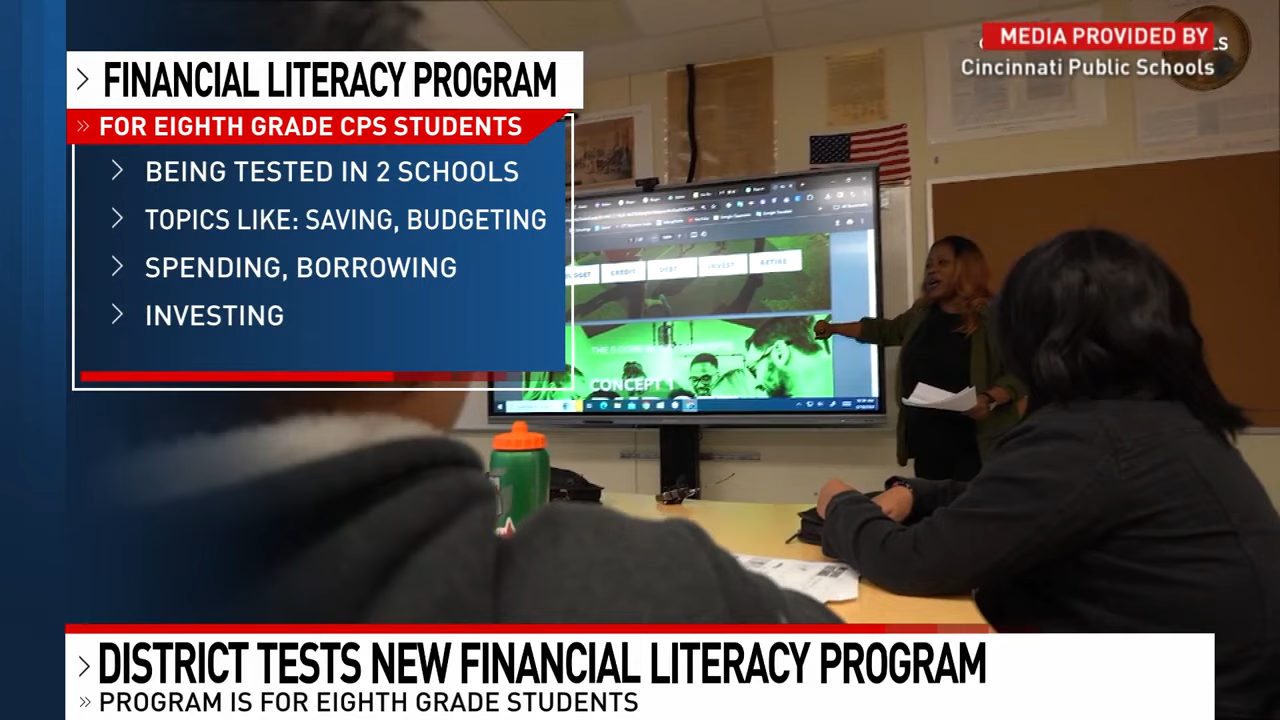 MEDIA PROVIDED BY
Cincinnati Public Schools
FINANCIAL LITERACY PROGRAM
FOR EIGHTH GRADE CPS STUDENTS
BEING TESTED IN 2 SCHOOLS
TOPICS LIKE: SAVING, BUDGETING
SPENDING, BORROWING
INVESTING
CREDIT
DEBT
INVEST
RETIRE
CONCEPT 1
DISTRICT TESTS NEW FINANCIAL LITERACY PROGRAM
PROGRAM IS FOR EIGHTH GRADE STUDENTS